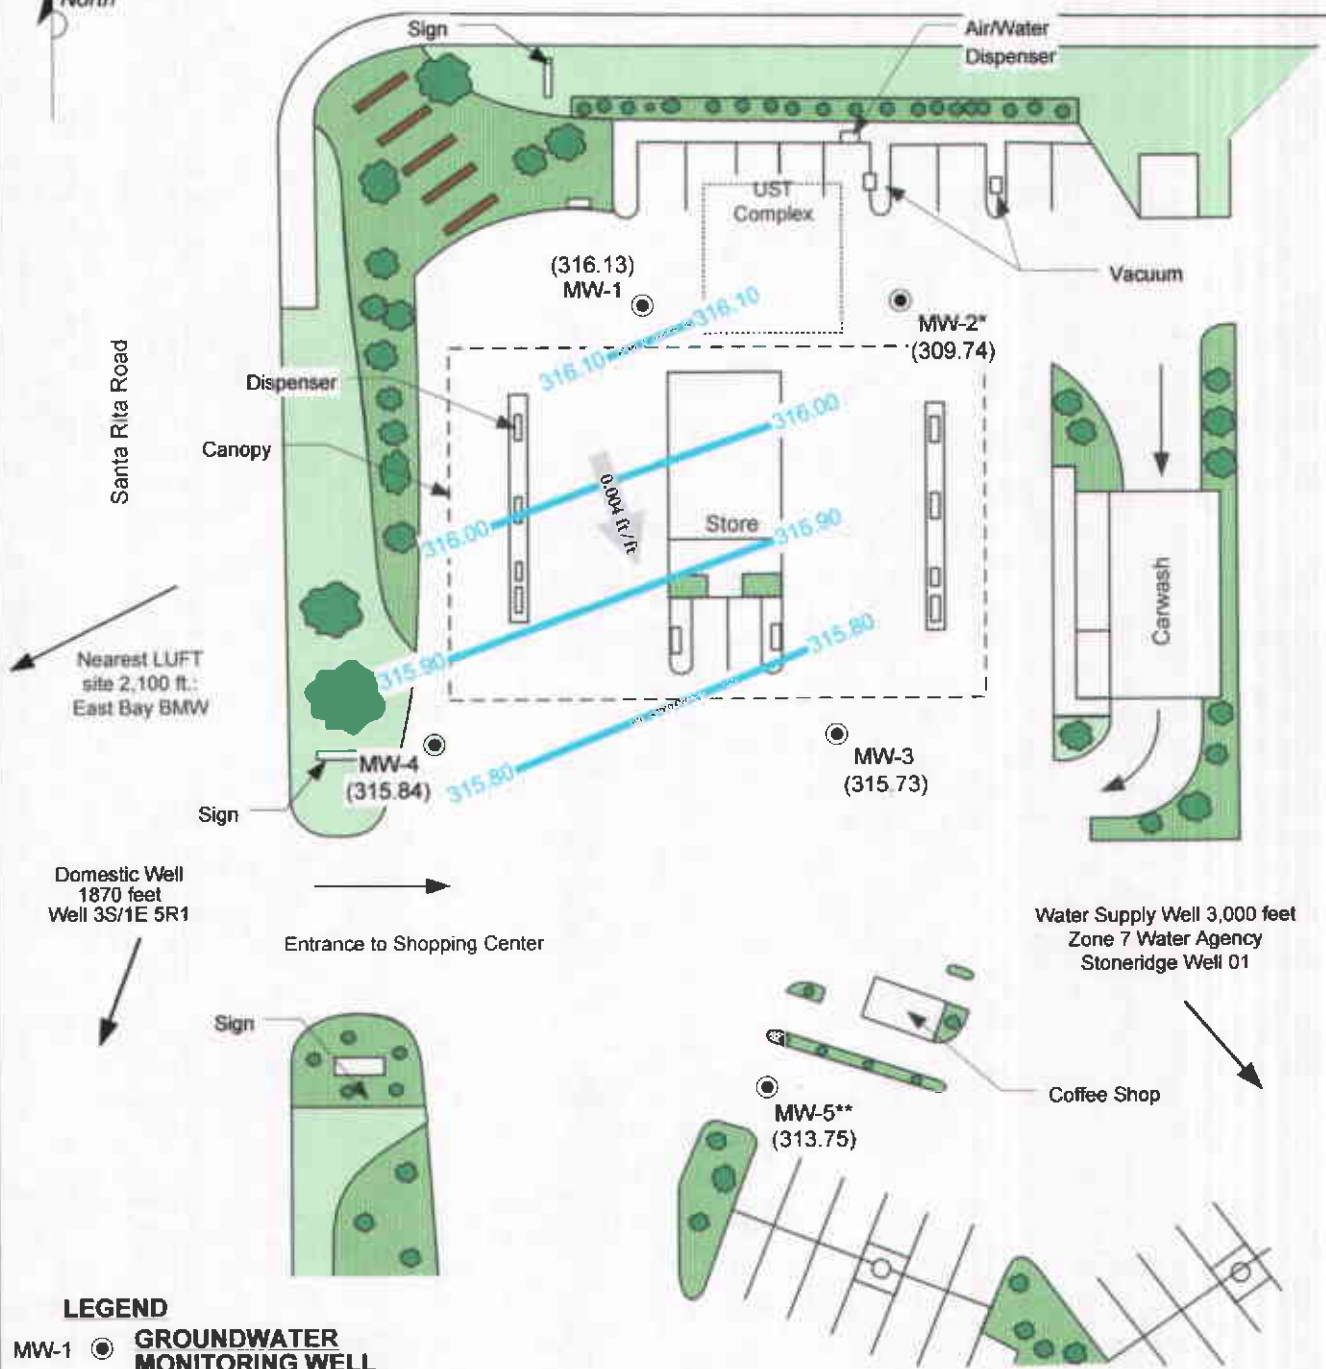 North
Sign
Air/Water
Dispenser
UST
Complex
Vacuum
(316.13)
MW-1
316.10
316.10
MW-2*
(309.74)
Santa Rita Road
Dispenser
Canopy
316.00
316.00
0.004 ft/ft
Store
315.90
315.90
Carwash
315.80
315.80
Nearest LUFT
site 2,100 ft.:
East Bay BMW
MW-4
(315.84)
MW-3
(315.73)
Sign
Domestic Well
1870 feet
Well 3S/1E 5R1
Entrance to Shopping Center
Water Supply Well 3,000 feet
Zone 7 Water Agency
Stoneridge Well 01
Sign
Coffee Shop
MW-5**
(313.75)
LEGEND
MW-1 GROUNDWATER
MONITORING WELL